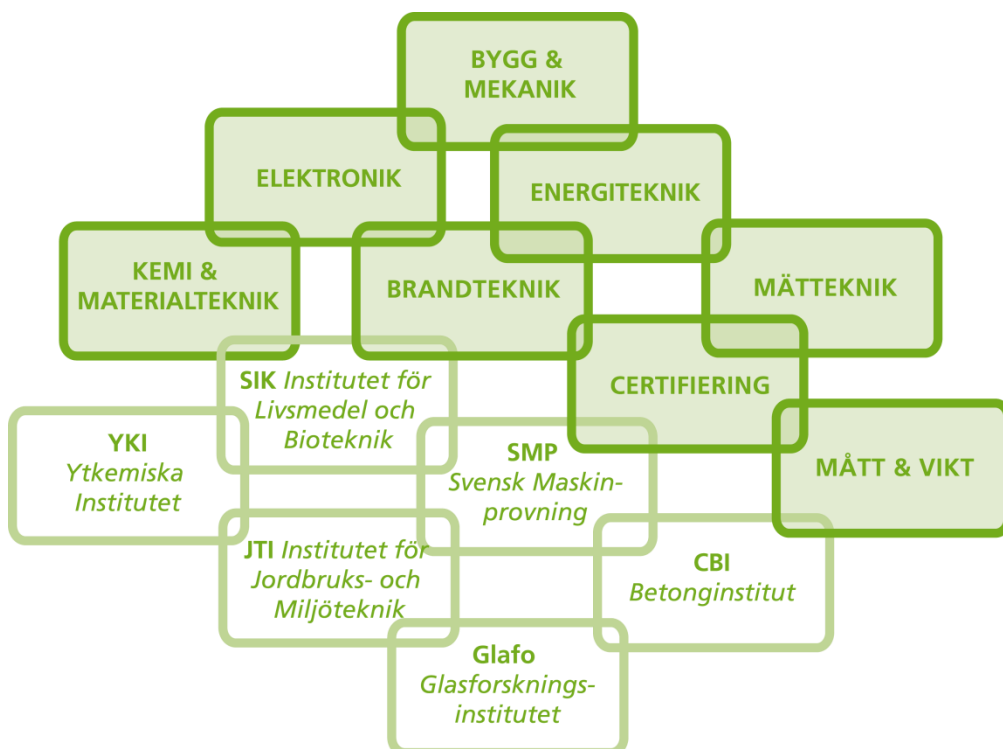 BYGG &
MEKANIK
ELEKTRONIK
ENERGITEKNIK
KEMI &
MATERIALTEKNIK
BRANDTEKNIK
MÄTTEKNIK
SIK Institutet för
Livsmedel och
Bioteknik
CERTIFIERING
YKI
Ytkemiska
Institutet
SMP
Svensk Maskin-
provning
MÅTT & VIKT
JTI Institutet för
Jordbruks- och
Miljöteknik
CBI
Betonginstitut
Glafo
Glasforsknings-
institutet